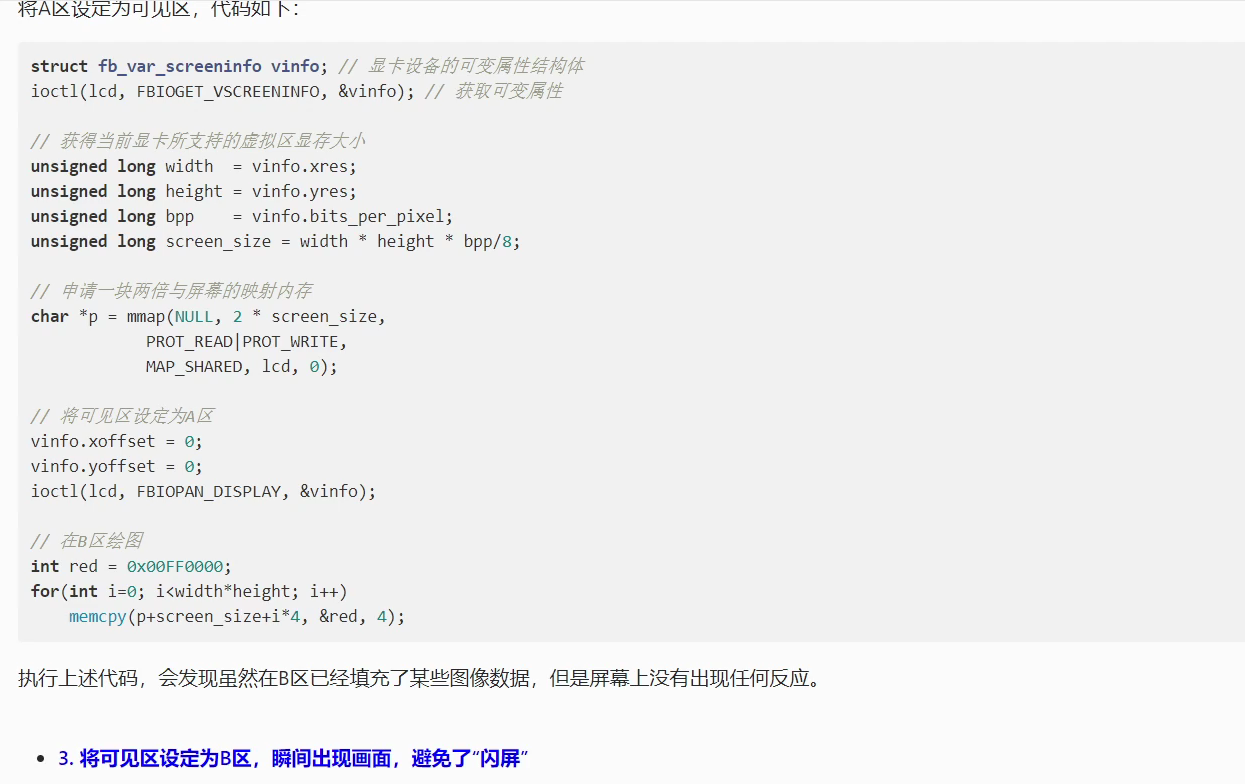 将A区设定为可见区，代码如下：
struct fb_var_screeninfo vinfo; // 显卡设备的可变属性结构体
ioctl(lcd, FBIOGET_VSCREENINFO, &vinfo); // 获取可变属性
// 获得当前显卡所支持的虚拟区显存大小
unsigned long width  = vinfo.xres;
unsigned long height = vinfo.yres;
unsigned long bpp    = vinfo.bits_per_pixel;
unsigned long screen_size = width * height * bpp/8;
// 申请一块两倍与屏幕的映射内存
char *p = mmap(NULL, 2 * screen_size,
            PROT_READ|PROT_WRITE,
            MAP_SHARED, lcd, 0);
// 将可见区设定为A区
vinfo.xoffset = 0;
vinfo.yoffset = 0;
ioctl(lcd, FBIOPAN_DISPLAY, &vinfo);
// 在B区绘图
int red = 0x00FF0000;
for(int i=0; i<width*height; i++)
    memcpy(p+screen_size+i*4, &red, 4);
执行上述代码，会发现虽然在B区已经填充了某些图像数据，但是屏幕上没有出现任何反应。
• 3. 将可见区设定为B区，瞬间出现画面，避免了“闪屏”